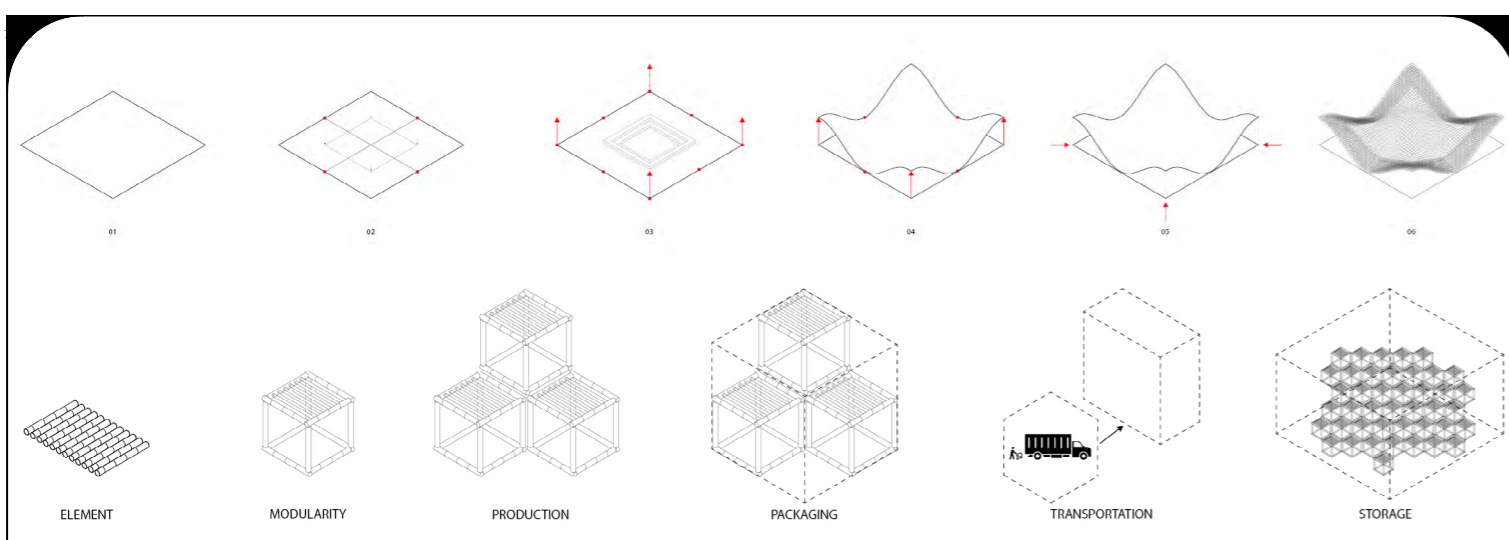 01 02 03 04 05 06
ELEMENT MODULARITY PRODUCTION PACKAGING TRANSPORTATION STORAGE